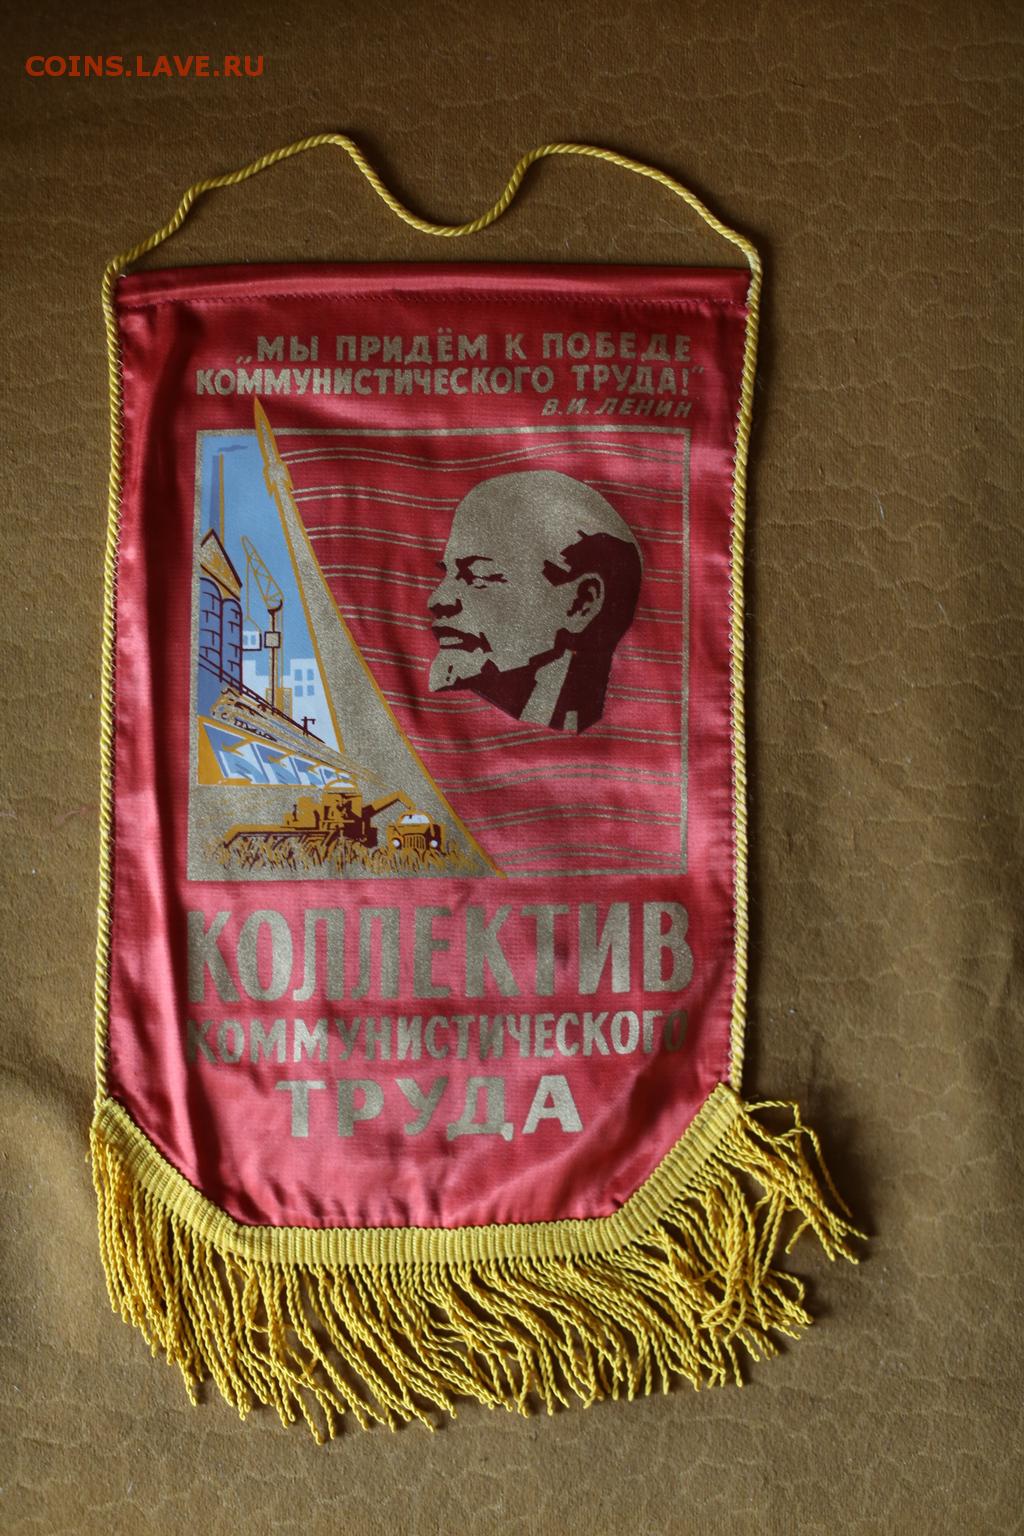 COINS.LAVE.RU
„МЫ ПРИДЁМ К ПОБЕДЕ
КОММУНИСТИЧЕСКОГО ТРУДА!"
В.И. ЛЕНИН
КОЛЛЕКТИВ
КОММУНИСТИЧЕСКОГО
ТРУДА